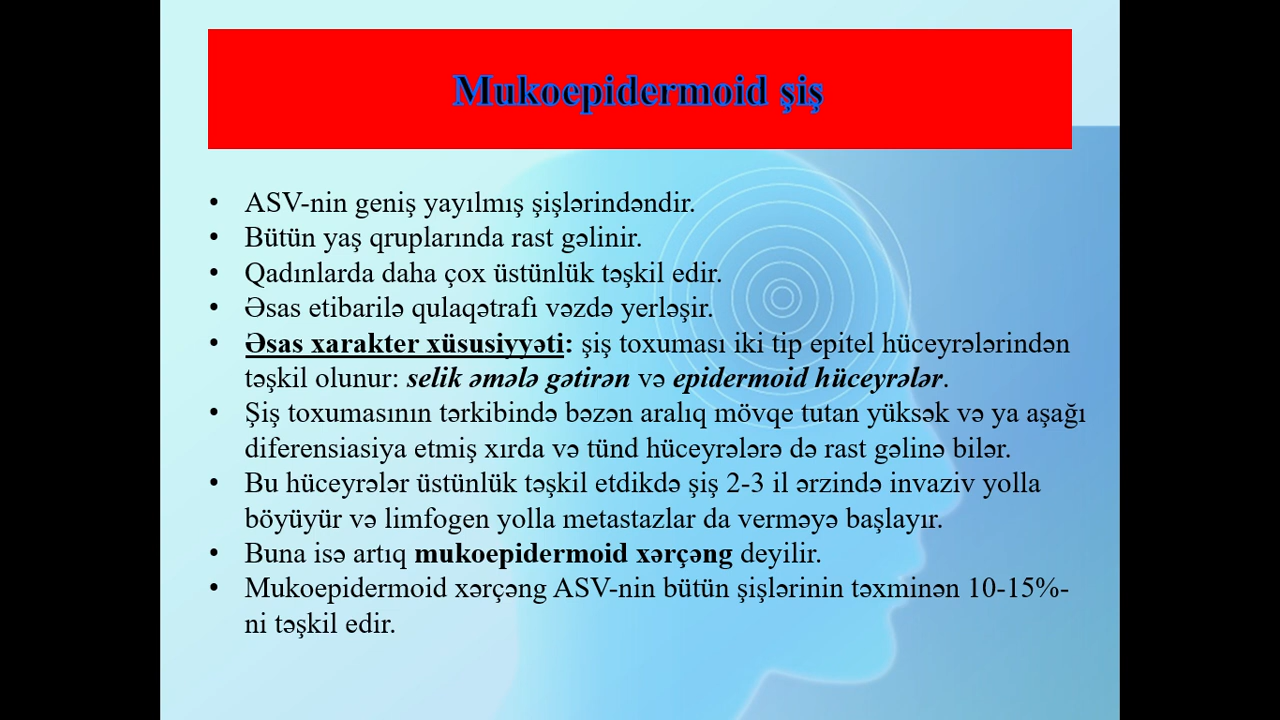 Mukoepidermoid şiş
• ASV-nin geniş yayılmış şişlərindəndir.
• Bütün yaş qruplarında rast gəlinir.
• Qadınlarda daha çox üstünlük təşkil edir.
• Əsas etibarilə qulaqətrafı vəzdə yerləşir.
• Əsas xarakter xüsusiyyəti: şiş toxuması iki tip epitel hüceyrələrindən
təşkil olunur: selik əmələ gətirən və epidermoid hüceyrələr.
• Şiş toxumasının tərkibində bəzən aralıq mövqe tutan yüksək və ya aşağı
diferensiasiya etmiş xırda və tünd hüceyrələrə də rast gəlinə bilər.
• Bu hüceyrələr üstünlük təşkil etdikdə şiş 2-3 il ərzində invaziv yolla
böyüyür və limfogen yolla metastazlar da verməyə başlayır.
• Buna isə artıq mukoepidermoid xərçəng deyilir.
• Mukoepidermoid xərçəng ASV-nin bütün şişlərinin təxminən 10-15%-
ni təşkil edir.